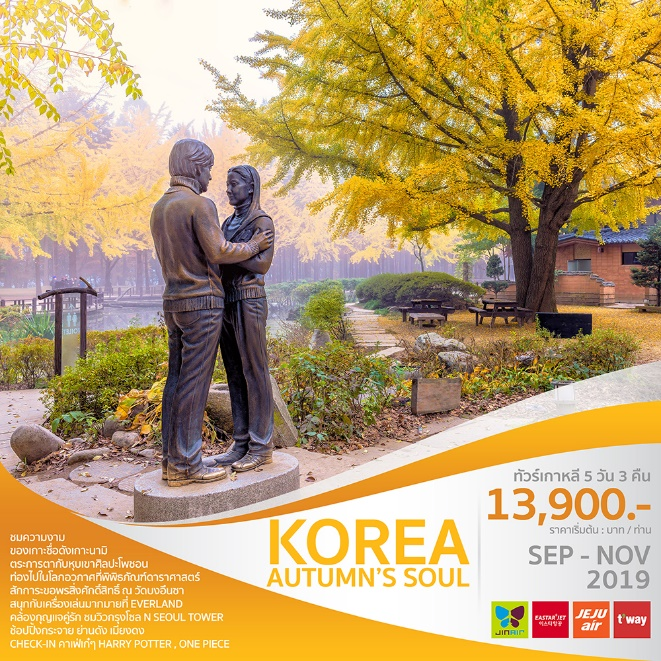 ทัวร์เกาหลี 5 วัน 3 คืน
13,900.-
ราคาเริ่มต้น : บาท / ท่าน
SEP - NOV
2019
KOREA
AUTUMN'S SOUL
ชมความงาม
ของเกาะชื่อดังเกาะนามิ
ตระการตากับหุบเขาศิลปะโพชอน
ท่องไปในโลกอวกาศที่พิพิธภัณฑ์ดาราศาสตร์
สักการะขอพรสิ่งศักดิ์สิทธิ์ ณ วัดบงอึนซา
สนุกกับเครื่องเล่นมากมายที่ EVERLAND
คล้องกุญแจคู่รัก ชมวิวกรุงโซล N SEOUL TOWER
ช้อปปิ้งกระจาย ย่านดัง เมียงดง
CHECK-IN คาเฟ่เก๋ๆ HARRY POTTER , ONE PIECE
JINAIR
EASTAR JET
이스타항공
JEJU
air
t'way